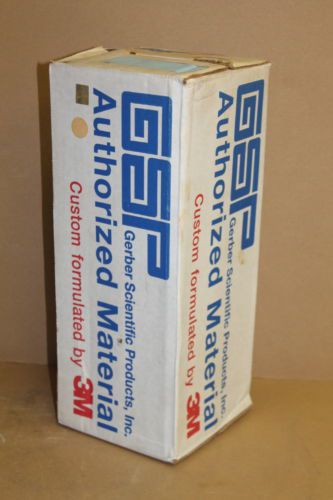 GSP
Gerber Scientific Products, Inc.
Authorized Material
Custom formulated by 3M
GSP
Gerber Scientific Products, Inc.
Authorized Material
Custom formulated by 3M